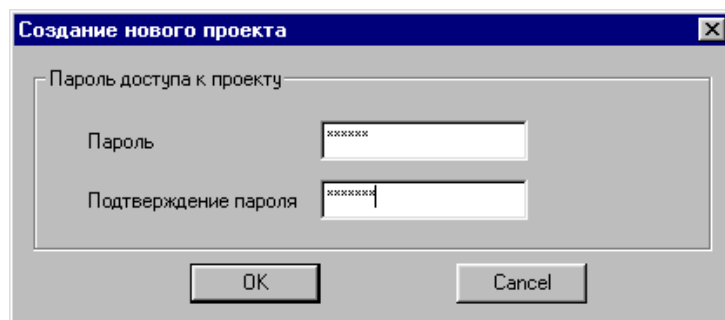 Создание нового проекта
Пароль доступа к проекту
Пароль ******
Подтверждение пароля *******
OK Cancel